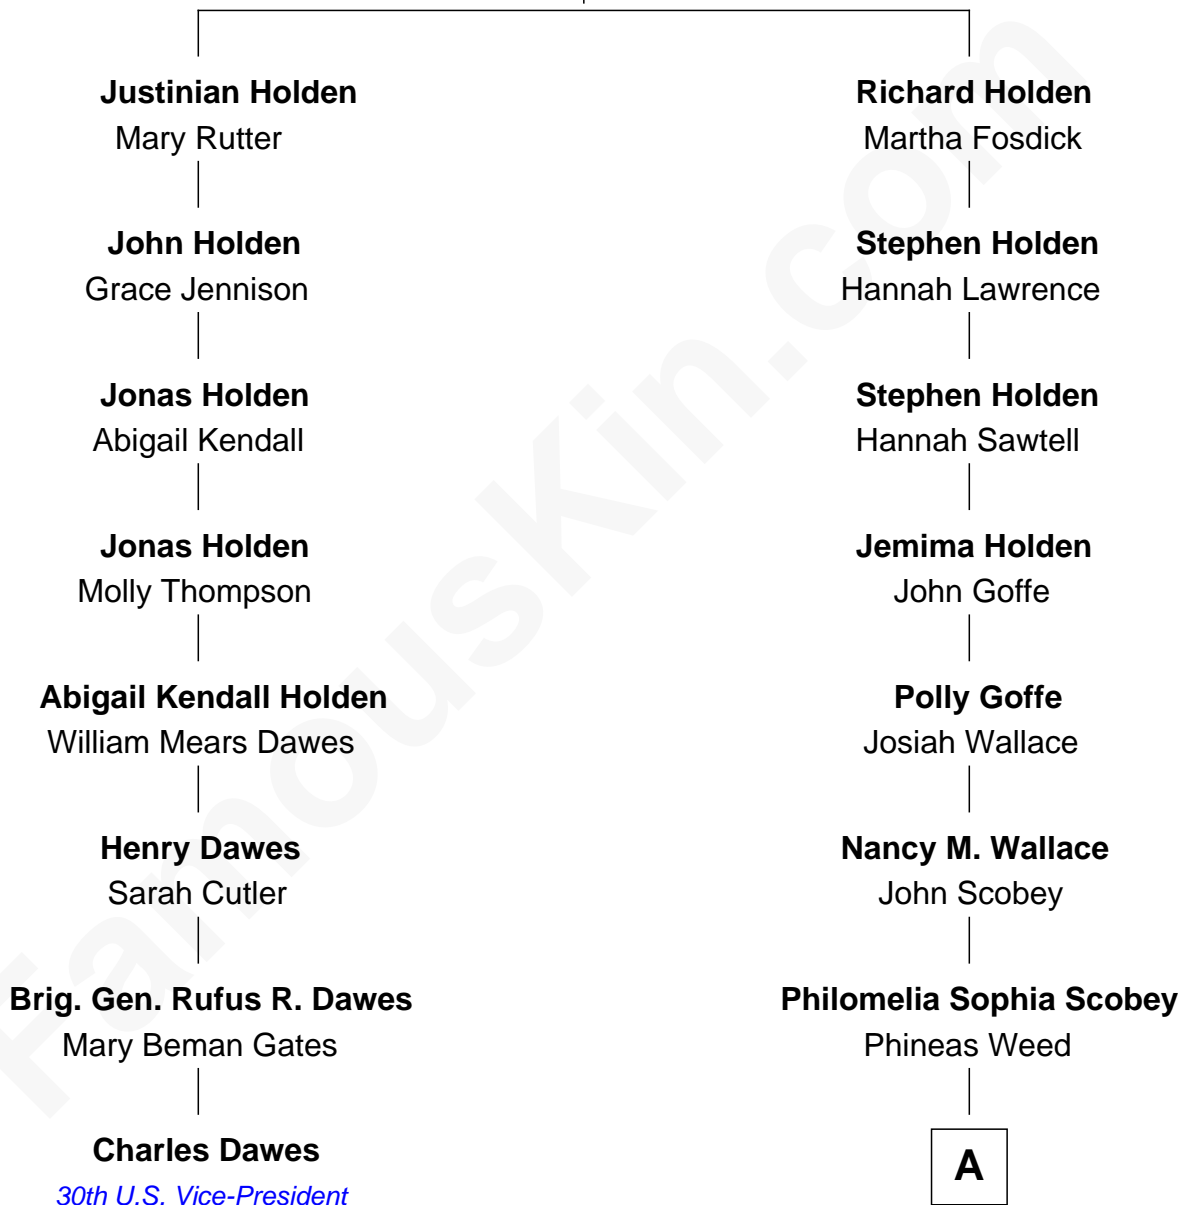 Justinian Holden
Mary Rutter
John Holden
Grace Jennison
Jonas Holden
Abigail Kendall
Jonas Holden
Molly Thompson
Abigail Kendall Holden
William Mears Dawes
Henry Dawes
Sarah Cutler
Brig. Gen. Rufus R. Dawes
Mary Beman Gates
Charles Dawes
30th U.S. Vice-President
Richard Holden
Martha Fosdick
Stephen Holden
Hannah Lawrence
Stephen Holden
Hannah Sawtell
Jemima Holden
John Goffe
Polly Goffe
Josiah Wallace
Nancy M. Wallace
John Scobey
Philomelia Sophia Scobey
Phineas Weed
A
FamousKin.com